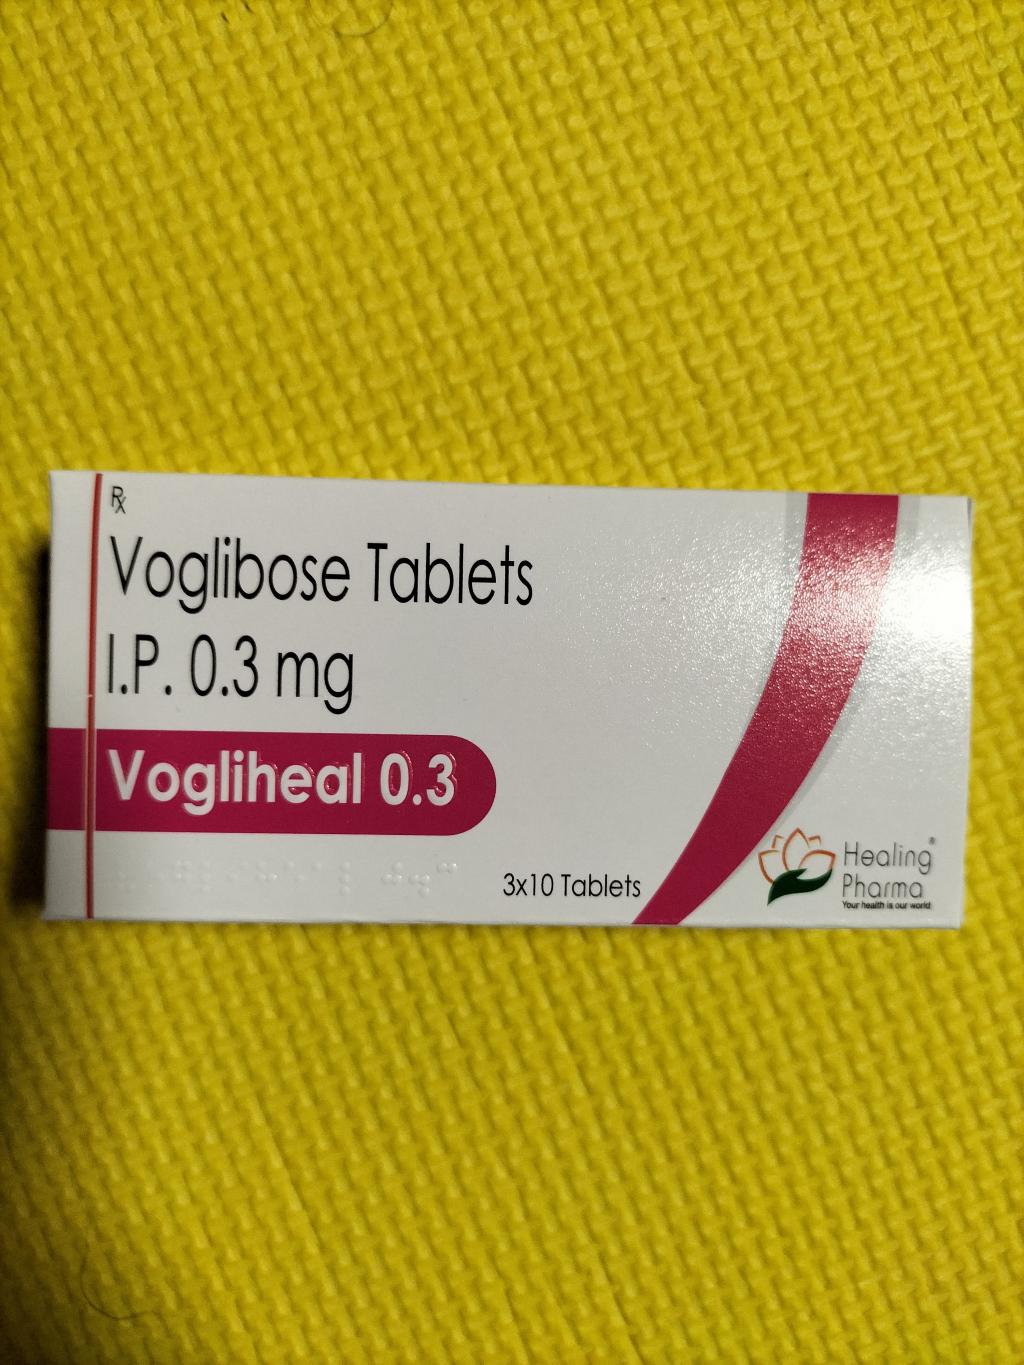 Rx
Voglibose Tablets
I.P. 0.3 mg
Vogliheal 0.3
3x10 Tablets
Healing®
Pharma
Your health is our world